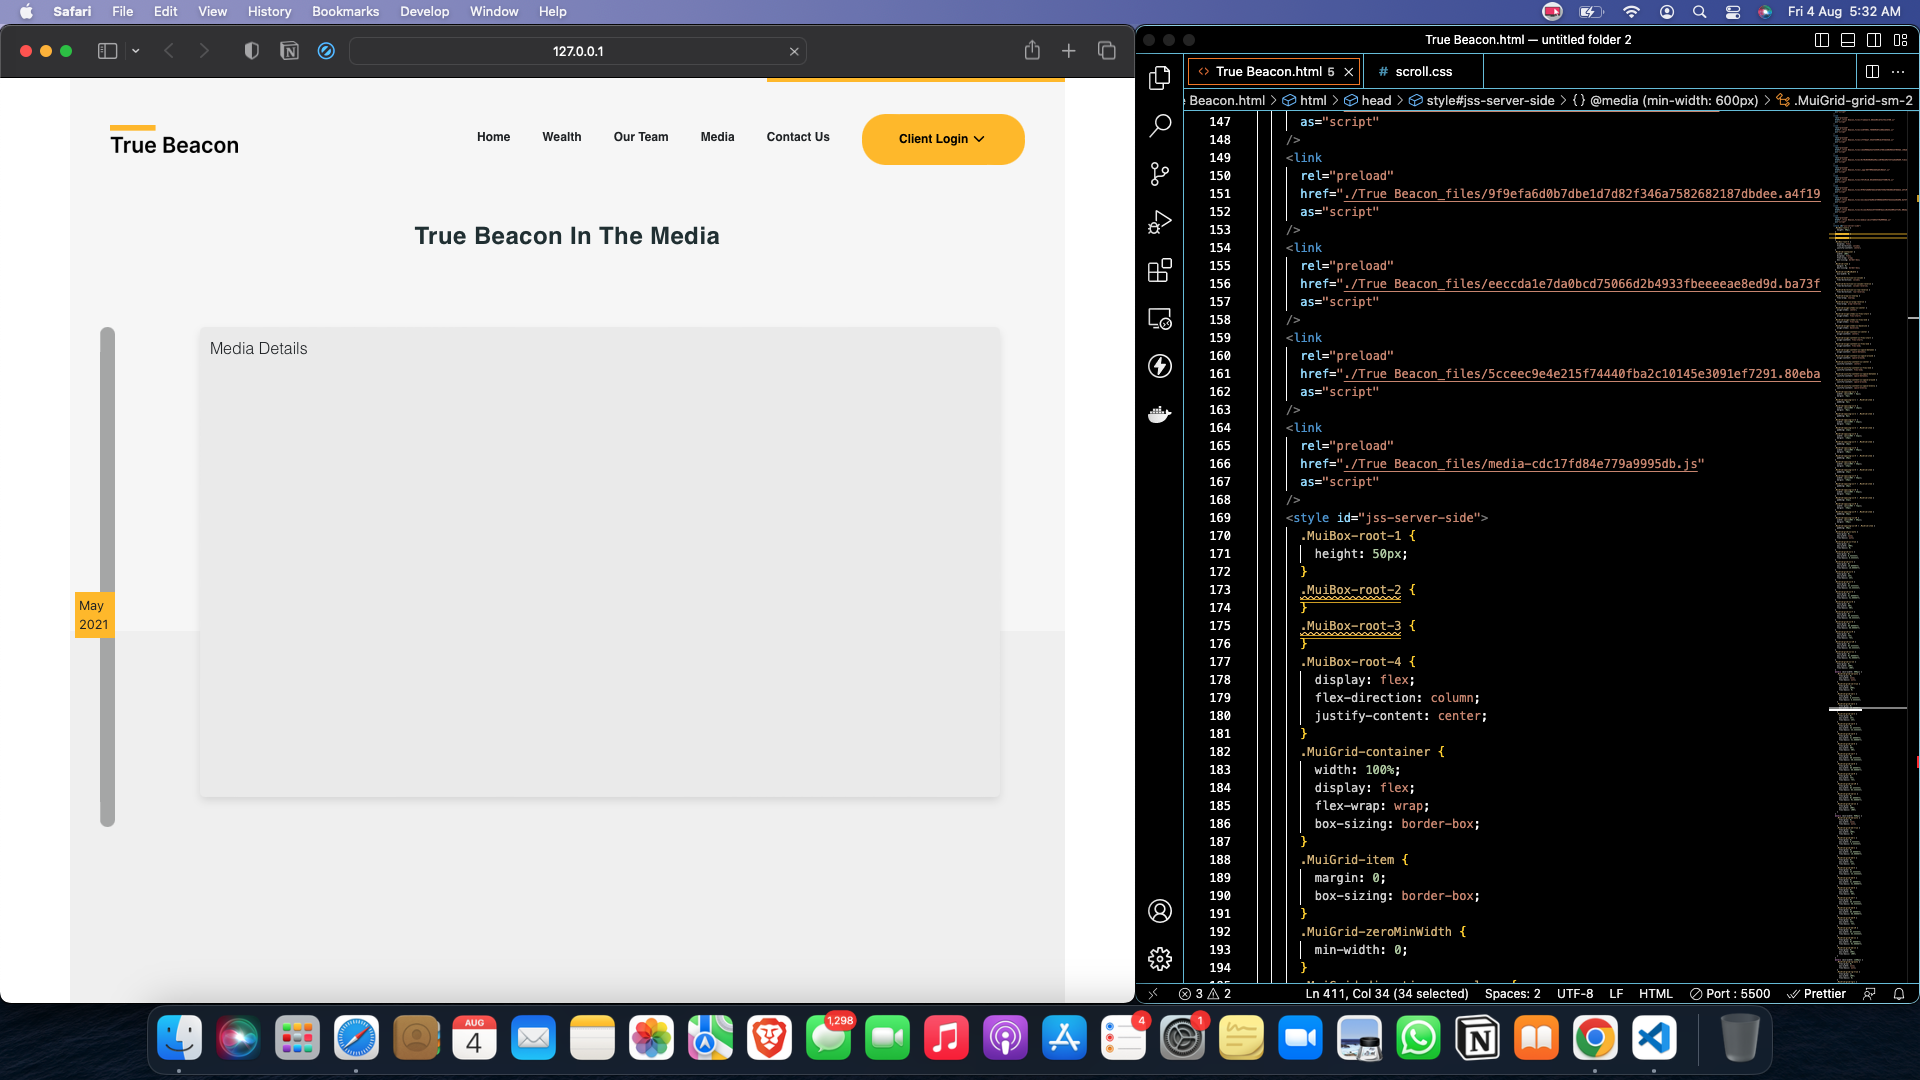 Safari File Edit View History Bookmarks Develop Window Help
Fri 4 Aug 5:32 AM
127.0.0.1
True Beacon
Home Wealth Our Team Media Contact Us Client Login
True Beacon In The Media
Media Details
May
2021
True Beacon.html — untitled folder 2
True Beacon.html 5 # scroll.css
Beacon.html > html > head > style#jss-server-side > {} @media (min-width: 600px) > .MuiGrid-grid-sm-2
147 as="script"
148 />
149 <link
150 rel="preload"
151 href="./True Beacon_files/9f9efa6d0b7dbe1d7d82f346a7582682187dbdee.a4f19
152 as="script"
153 />
154 <link
155 rel="preload"
156 href="./True Beacon_files/eeccda1e7da0bcd75066d2b4933fbeeeeae8ed9d.ba73f
157 as="script"
158 />
159 <link
160 rel="preload"
161 href="./True Beacon_files/5cceec9e4e215f74440fba2c10145e3091ef7291.80eba
162 as="script"
163 />
164 <link
165 rel="preload"
166 href="./True Beacon_files/media-cdc17fd84e779a9995db.js"
167 as="script"
168 />
169 <style id="jss-server-side">
170 .MuiBox-root-1 {
171 height: 50px;
172 }
173 .MuiBox-root-2 {
174 }
175 .MuiBox-root-3 {
176 }
177 .MuiBox-root-4 {
178 display: flex;
179 flex-direction: column;
180 justify-content: center;
181 }
182 .MuiGrid-container {
183 width: 100%;
184 display: flex;
185 flex-wrap: wrap;
186 box-sizing: border-box;
187 }
188 .MuiGrid-item {
189 margin: 0;
190 box-sizing: border-box;
191 }
192 .MuiGrid-zeroMinWidth {
193 min-width: 0;
194 }
3 2 Ln 411, Col 34 (34 selected) Spaces: 2 UTF-8 LF HTML Port : 5500 Prettier
AUG
4
1,298
4
1